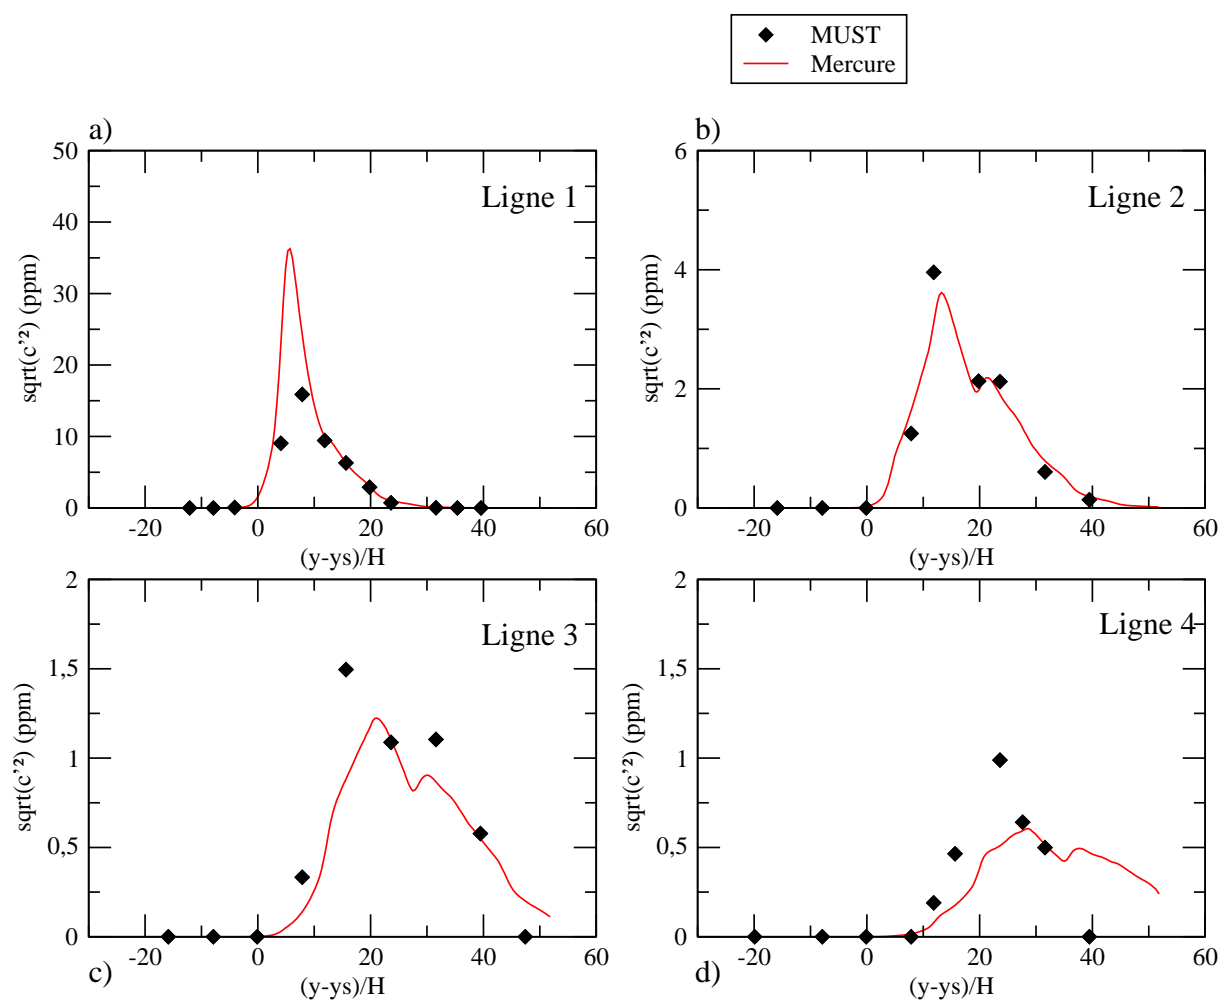 MUST
Mercure
a)
50
40
30
20
10
0
sqrt(c’²) (ppm)
Ligne 1
-20 0 20 40 60
(y-ys)/H
b)
6
4
2
0
sqrt(c’²) (ppm)
Ligne 2
-20 0 20 40 60
(y-ys)/H
2
1,5
1
0,5
0
sqrt(c’²) (ppm)
Ligne 3
-20 0 20 40 60
(y-ys)/H
c)
2
1,5
1
0,5
0
sqrt(c’²) (ppm)
Ligne 4
-20 0 20 40 60
(y-ys)/H
d)